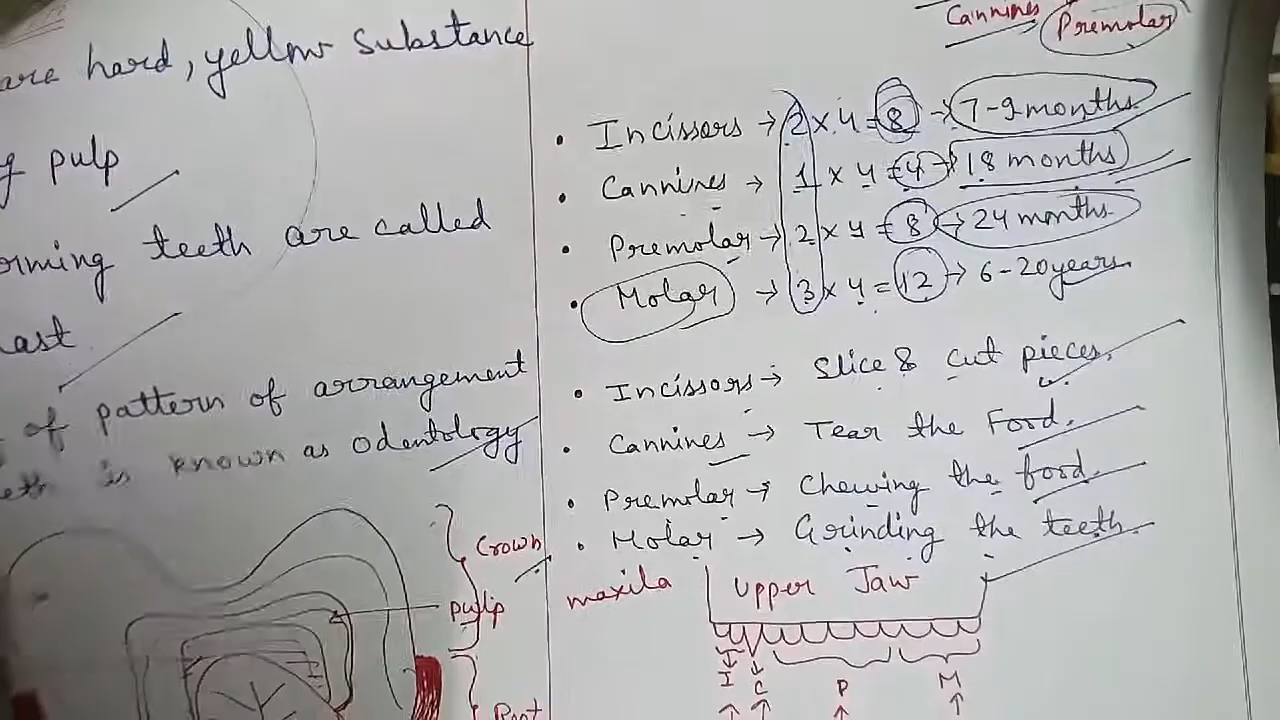 are hard, yellow substance
pulp
orming teeth are called
last
of pattern of arrangement
is known as Odentology
Crown
Pulp
Root
Cannines Premolar
• Incissors → 2 × 4 = 8 → 7-9 months
• Cannines → 1 × 4 = 4 → 18 months
• Premolar → 2 × 4 = 8 → 24 months
• Molar → 3 × 4 = 12 → 6-20 years
• Incissors → Slice & cut pieces.
• Cannines → Tear the Food.
• Premolar → Chewing the food.
• Molar → Grinding the teeth
maxila Upper Jaw
I C P M